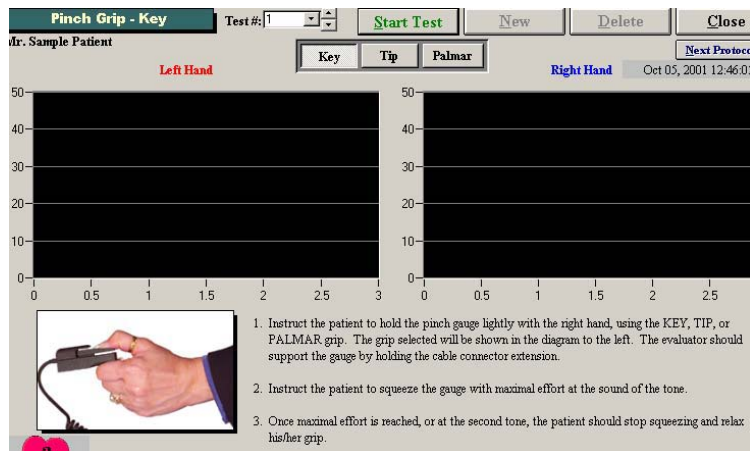 Pinch Grip - Key
Test #: 1
Start Test
New
Delete
Close
Mr. Sample Patient
Key
Tip
Palmar
Next
Left Hand
Right Hand
Oct 05, 2001 12:46:01
50
40
30
20
10
0
0 0.5 1 1.5 2 2.5 3
50
40
30
20
10
0
0 0.5 1 1.5 2 2.5
1. Instruct the patient to hold the pinch gauge lightly with the right hand, using the KEY, TIP, or
PALMAR grip. The grip selected will be shown in the diagram to the left. The evaluator should
support the gauge by holding the cable connector extension.
2. Instruct the patient to squeeze the gauge with maximal effort at the sound of the tone.
3. Once maximal effort is reached, or at the second tone, the patient should stop squeezing and relax
his/her grip.